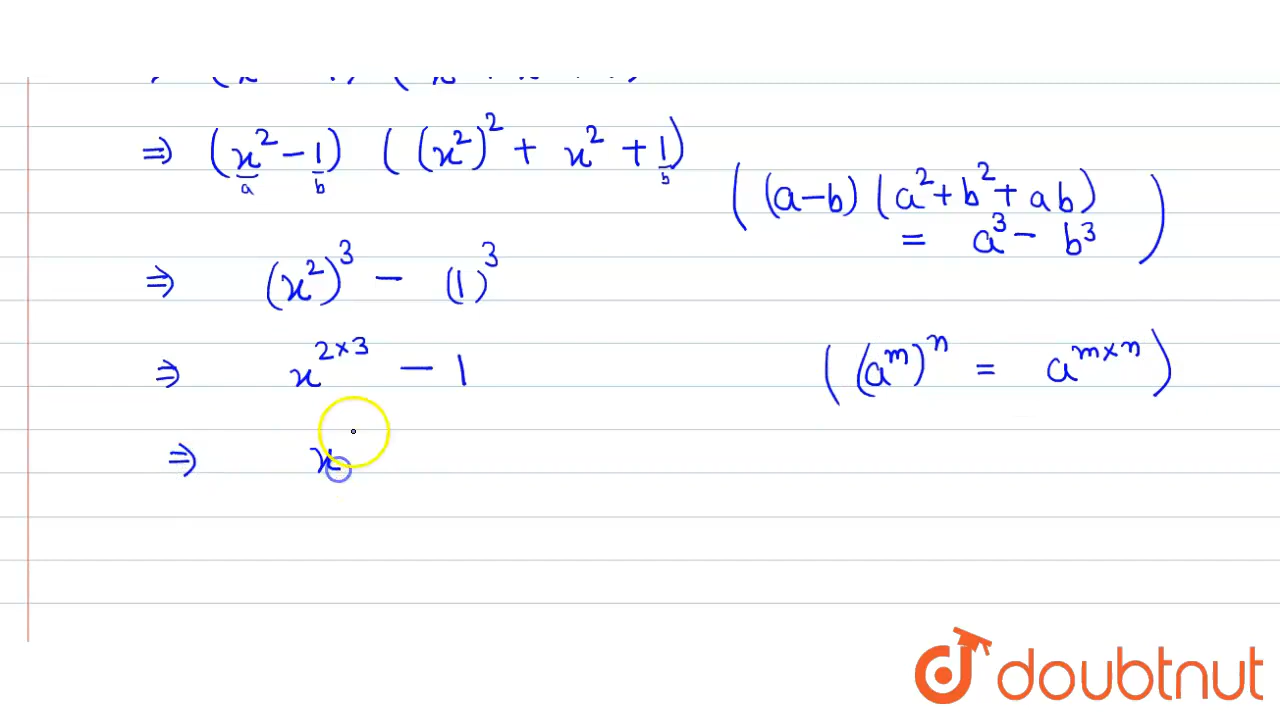 ⇒ (x² - 1) ((x²)² + x² + 1)
a b b
((a-b) (a² + b² + ab)
= a³ - b³)
⇒ (x²)³ - (1)³
⇒ x^{2×3} - 1 ((a^m)^n = a^{m×n})
⇒ x
doubtnut